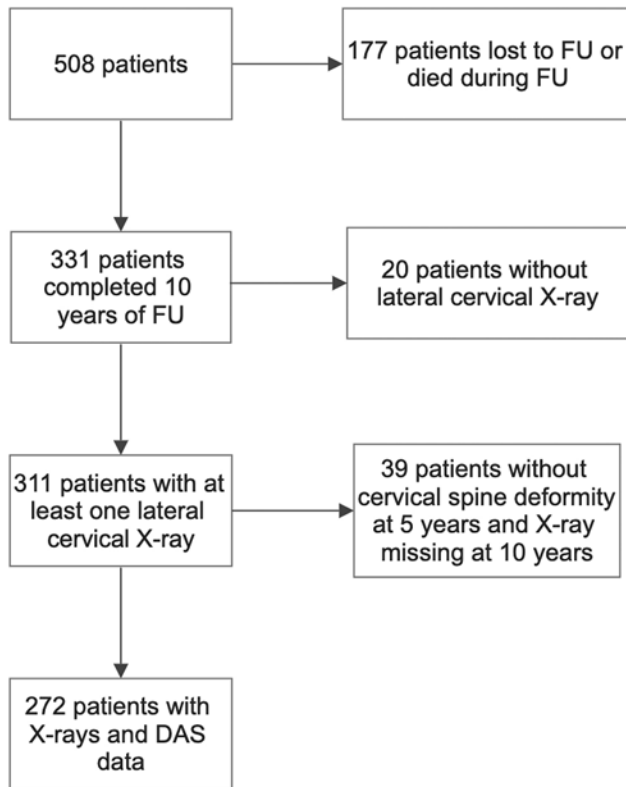 508 patients
177 patients lost to FU or
died during FU
331 patients
completed 10
years of FU
20 patients without
lateral cervical X-ray
311 patients with at
least one lateral
cervical X-ray
39 patients without
cervical spine deformity
at 5 years and X-ray
missing at 10 years
272 patients with
X-rays and DAS
data